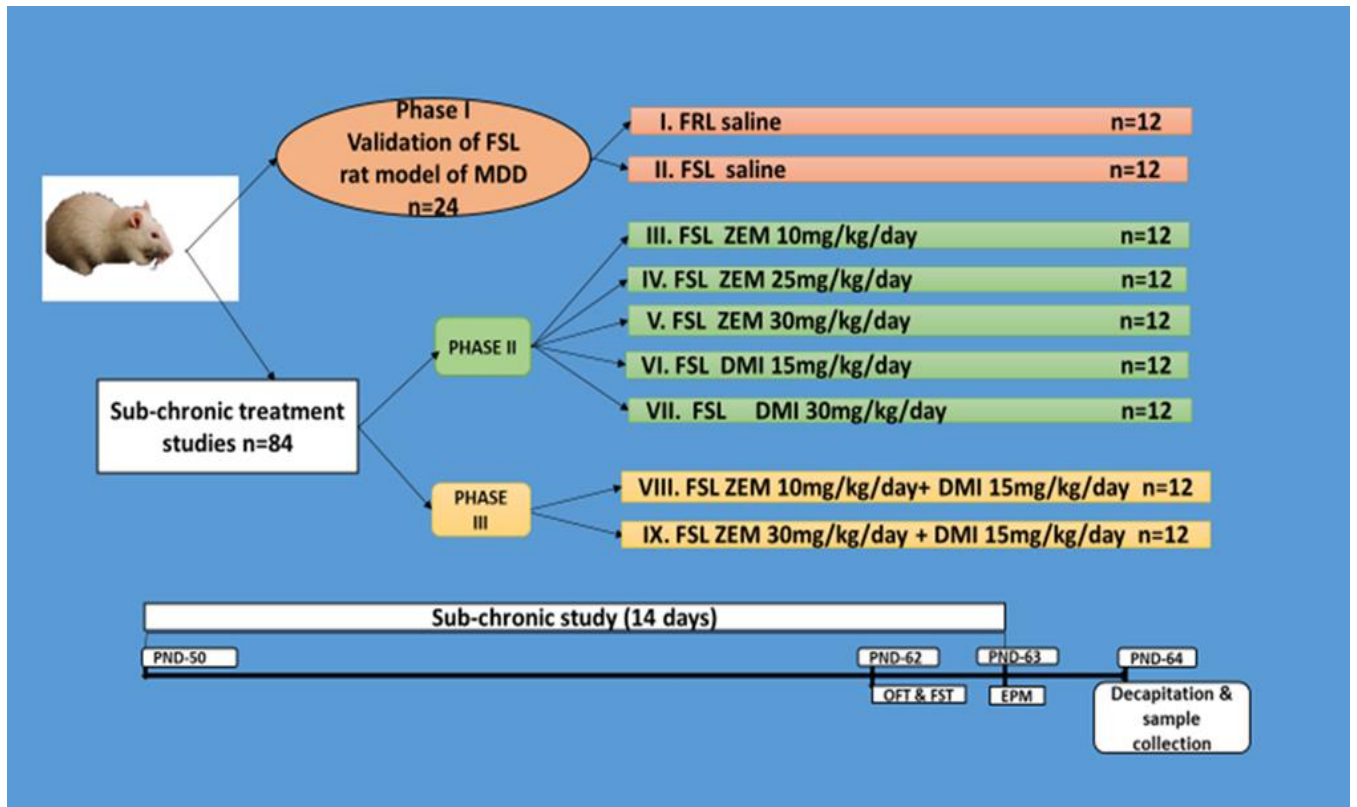 Phase I
Validation of FSL
rat model of MDD
n=24
I. FRL saline n=12
II. FSL saline n=12
III. FSL ZEM 10mg/kg/day n=12
IV. FSL ZEM 25mg/kg/day n=12
V. FSL ZEM 30mg/kg/day n=12
VI. FSL DMI 15mg/kg/day n=12
VII. FSL DMI 30mg/kg/day n=12
PHASE II
Sub-chronic treatment
studies n=84
PHASE
III
VIII. FSL ZEM 10mg/kg/day+ DMI 15mg/kg/day n=12
IX. FSL ZEM 30mg/kg/day + DMI 15mg/kg/day n=12
Sub-chronic study (14 days)
PND-50
PND-62
PND-63
PND-64
OFT & FST
EPM
Decapitation &
sample
collection